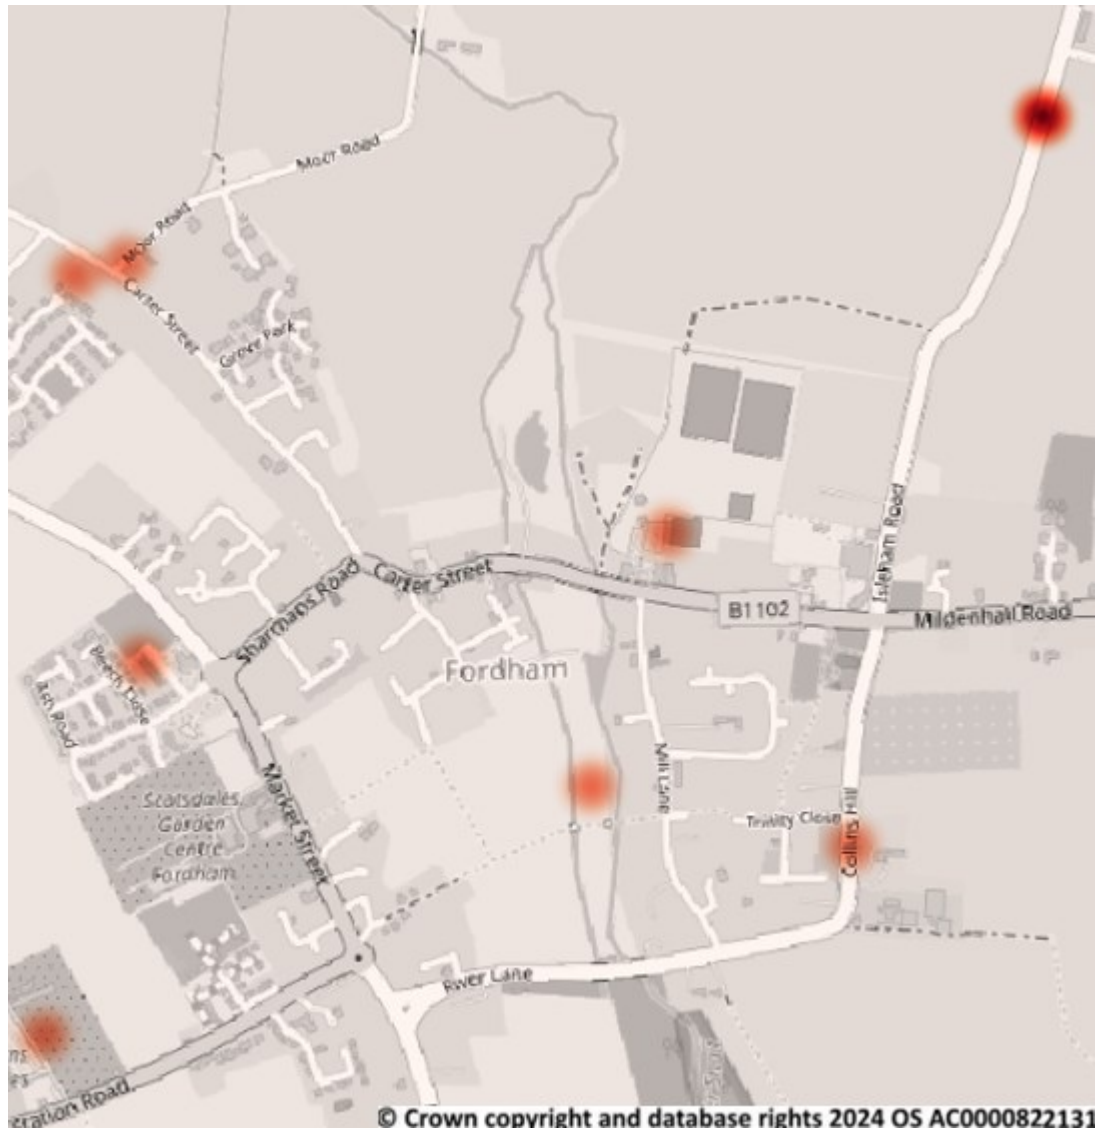 Moor Road
Moor Road
Carter Street
Grove Park
Isleham Road
Sharmans Road
Carter Street
B1102
Mildenhall Road
Fordham
Beech Close
Ash Road
Mill Lane
Market Street
Scotsdales
Garden
Centre
Fordham
Trinity Close
Collins Hill
River Lane
ration Road
© Crown copyright and database rights 2024 OS AC0000822131